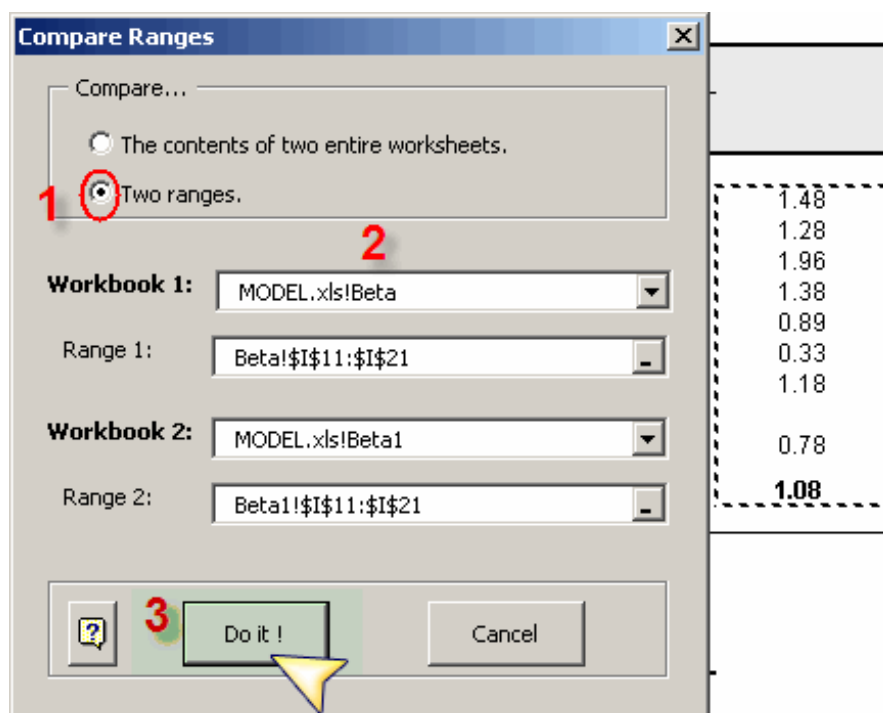 Compare Ranges
Compare...
The contents of two entire worksheets.
1 Two ranges.
2
Workbook 1: MODEL.xls!Beta
Range 1: Beta!$I$11:$I$21
Workbook 2: MODEL.xls!Beta1
Range 2: Beta1!$I$11:$I$21
? 3 Do it ! Cancel
1.48
1.28
1.96
1.38
0.89
0.33
1.18
0.78
1.08